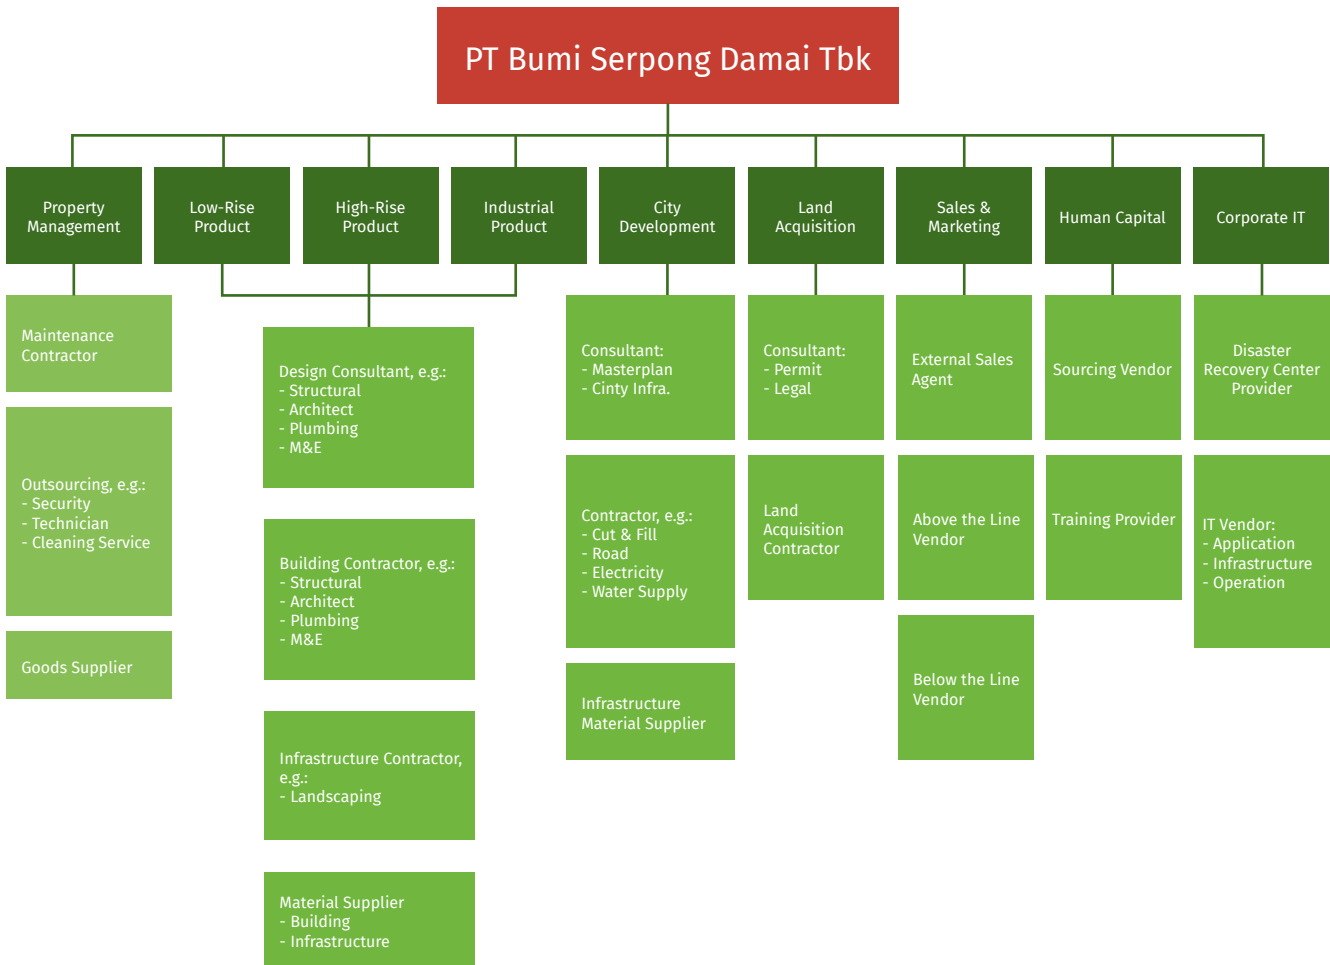 PT Bumi Serpong Damai Tbk
Property
Management
Low-Rise
Product
High-Rise
Product
Industrial
Product
City
Development
Land
Acquisition
Sales &
Marketing
Human Capital
Corporate IT
Maintenance
Contractor
Outsourcing, e.g.:
- Security
- Technician
- Cleaning Service
Goods Supplier
Design Consultant, e.g.:
- Structural
- Architect
- Plumbing
- M&E
Building Contractor, e.g.:
- Structural
- Architect
- Plumbing
- M&E
Infrastructure Contractor,
e.g.:
- Landscaping
Material Supplier
- Building
- Infrastructure
Consultant:
- Masterplan
- Cinty Infra.
Contractor, e.g.:
- Cut & Fill
- Road
- Electricity
- Water Supply
Infrastructure
Material Supplier
Consultant:
- Permit
- Legal
Land
Acquisition
Contractor
External Sales
Agent
Above the Line
Vendor
Below the Line
Vendor
Sourcing Vendor
Training Provider
Disaster
Recovery Center
Provider
IT Vendor:
- Application
- Infrastructure
- Operation